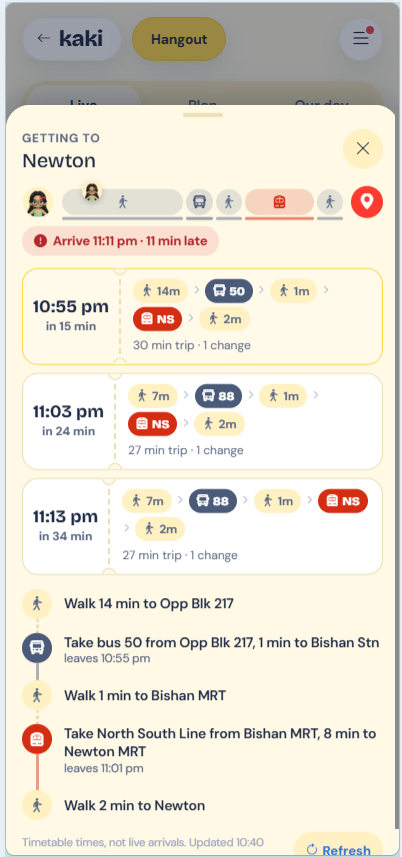 kaki
Hangout
Live Plan Our day
GETTING TO
Newton
Arrive 11:11 pm · 11 min late
10:55 pm
in 15 min
14m > 50 > 1m >
NS > 2m
30 min trip · 1 change
11:03 pm
in 24 min
7m > 88 > 1m >
NS > 2m
27 min trip · 1 change
11:13 pm
in 34 min
7m > 88 > 1m > NS
> 2m
27 min trip · 1 change
Walk 14 min to Opp Blk 217
Take bus 50 from Opp Blk 217, 1 min to Bishan Stn
leaves 10:55 pm
Walk 1 min to Bishan MRT
Take North South Line from Bishan MRT, 8 min to
Newton MRT
leaves 11:01 pm
Walk 2 min to Newton
Timetable times, not live arrivals. Updated 10:40
Refresh